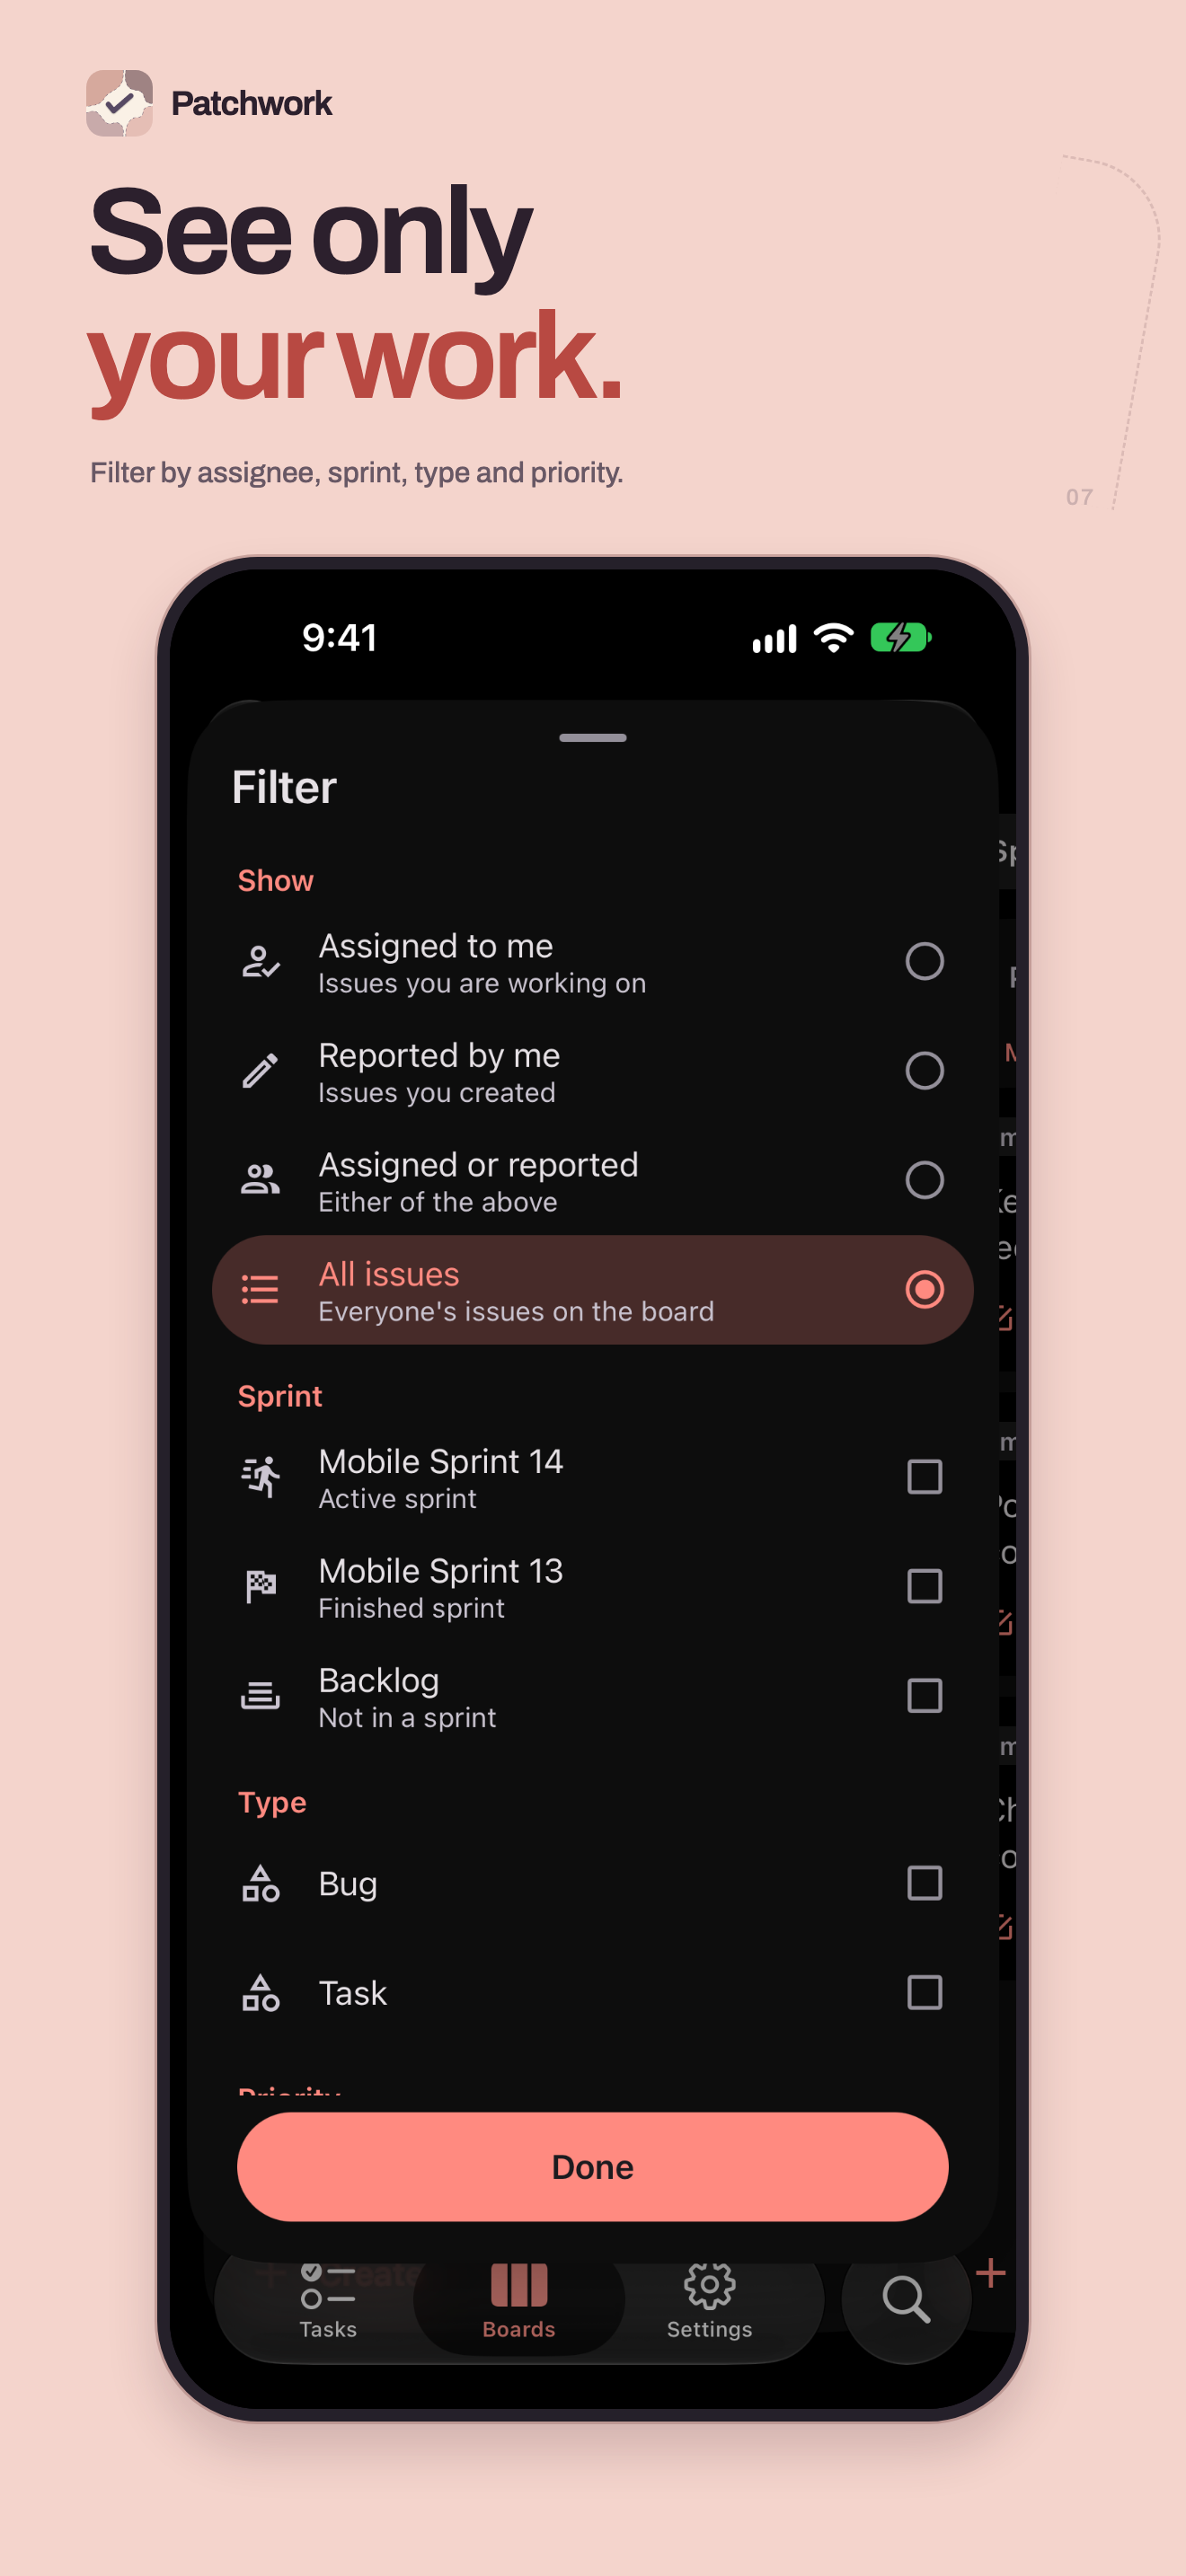 Patchwork
See only
your work.
Filter by assignee, sprint, type and priority.
07
9:41
Filter
Show
Assigned to me
Issues you are working on
Reported by me
Issues you created
Assigned or reported
Either of the above
All issues
Everyone's issues on the board
Sprint
Mobile Sprint 14
Active sprint
Mobile Sprint 13
Finished sprint
Backlog
Not in a sprint
Type
Bug
Task
Priority
Done
Create
Tasks
Boards
Settings